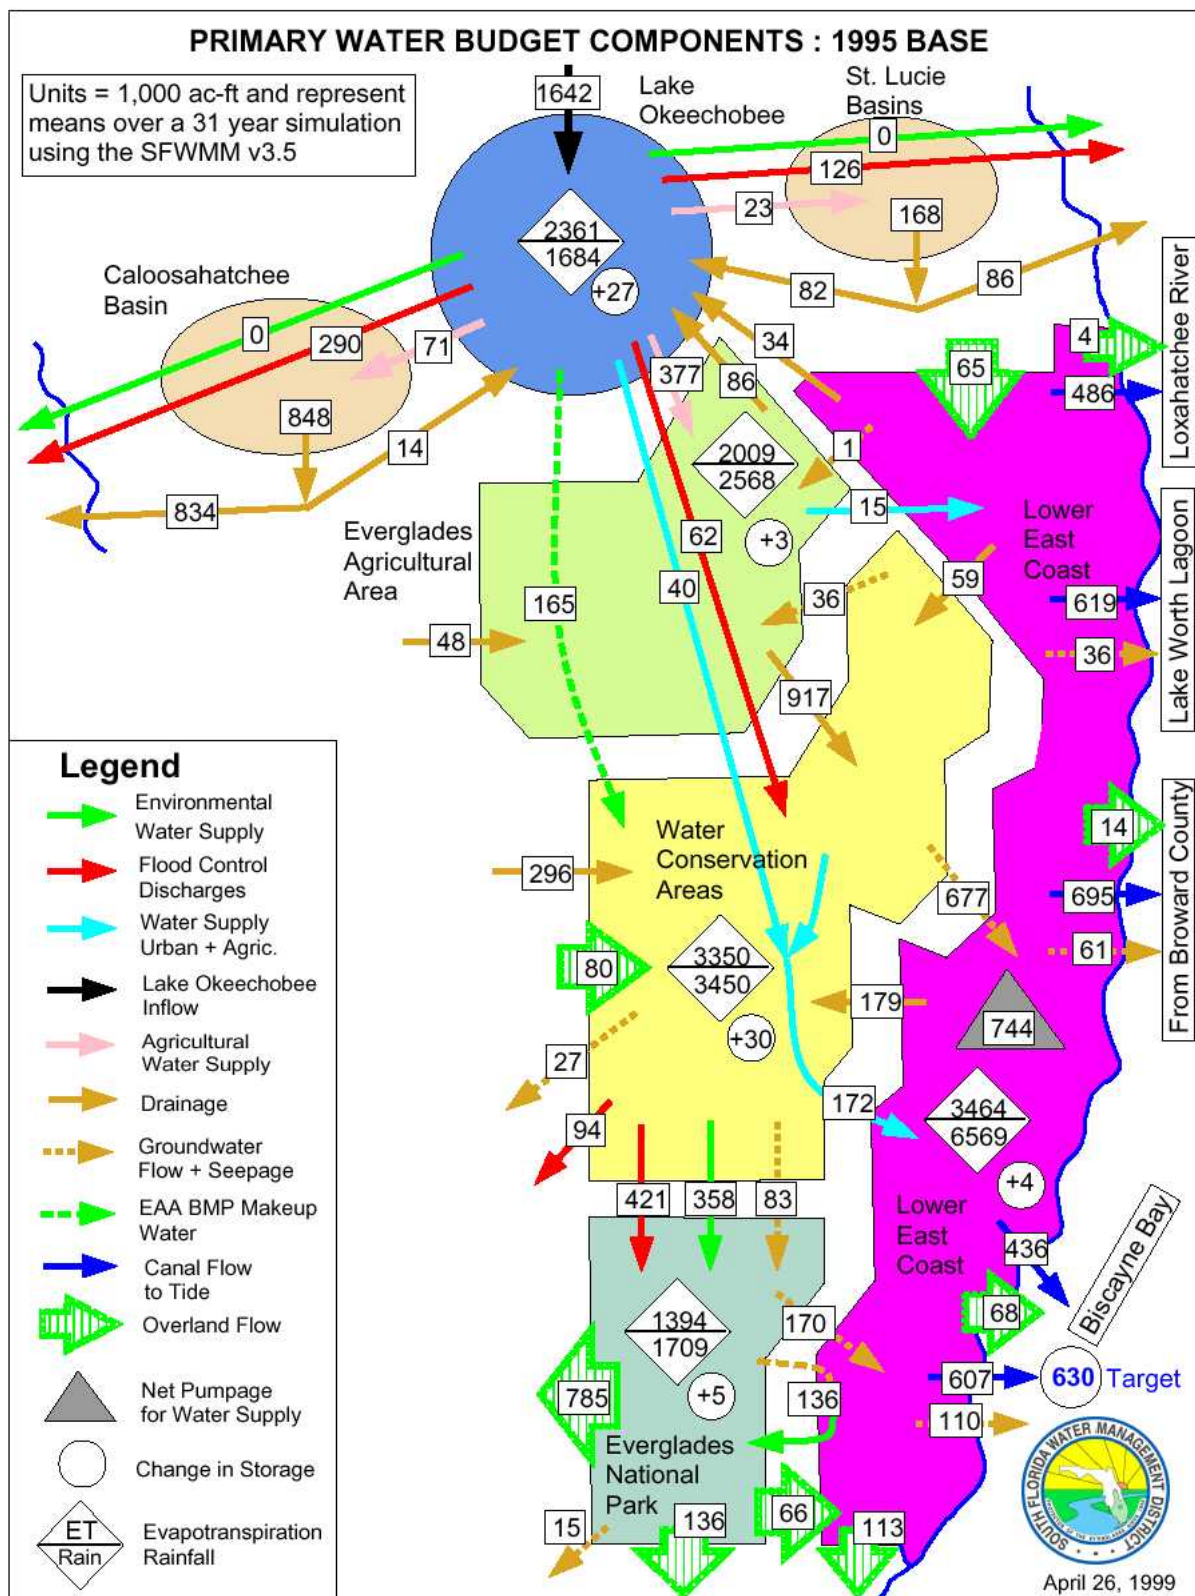 PRIMARY WATER BUDGET COMPONENTS : 1995 BASE
Units = 1,000 ac-ft and represent
means over a 31 year simulation
using the SFWMM v3.5
1642
Lake
Okeechobee
St. Lucie
Basins
0
126
23
168
2361
1684
+27
82
86
Caloosahatchee
Basin
0
290
71
848
14
834
34
86
377
65
4
486
Loxahatchee River
2009
2568
+3
1
15
62
40
165
Everglades
Agricultural
Area
48
36
59
917
Lower
East
Coast
619
36
Lake Worth Lagoon
Water
Conservation
Areas
296
80
3350
3450
+30
677
179
14
695
61
From Broward County
744
27
94
172
3464
6569
+4
421
358
83
Lower
East
Coast
436
68
Biscayne Bay
1394
1709
+5
170
136
785
607
630 Target
110
Everglades
National
Park
15
136
66
113
Legend
Environmental
Water Supply
Flood Control
Discharges
Water Supply
Urban + Agric.
Lake Okeechobee
Inflow
Agricultural
Water Supply
Drainage
Groundwater
Flow + Seepage
EAA BMP Makeup
Water
Canal Flow
to Tide
Overland Flow
Net Pumpage
for Water Supply
Change in Storage
ET
Rain
Evapotranspiration
Rainfall
SOUTH FLORIDA WATER MANAGEMENT DISTRICT
April 26, 1999